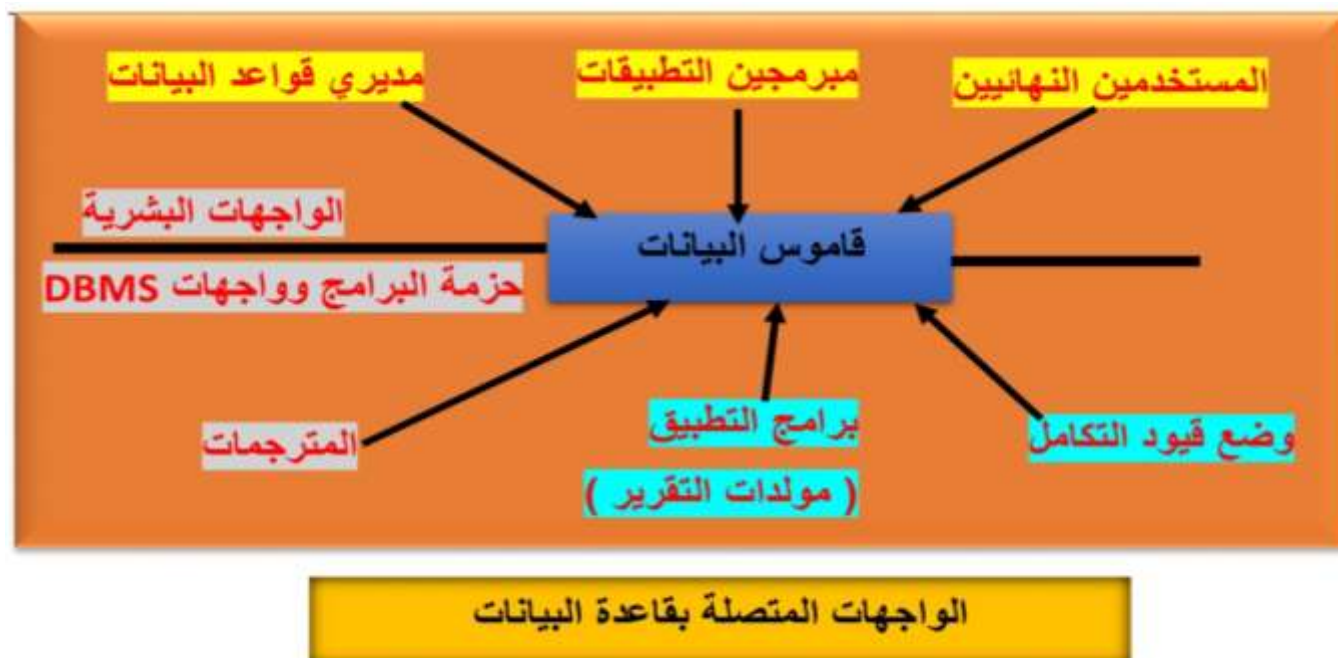 المستخدمين النهائيين
مبرمجين التطبيقات
مديري قواعد البيانات
الواجهات البشرية
قاموس البيانات
حزمة البرامج وواجهات DBMS
وضع قيود التكامل
برامج التطبيق
( مولدات التقرير )
المترجمات
الواجهات المتصلة بقاعدة البيانات